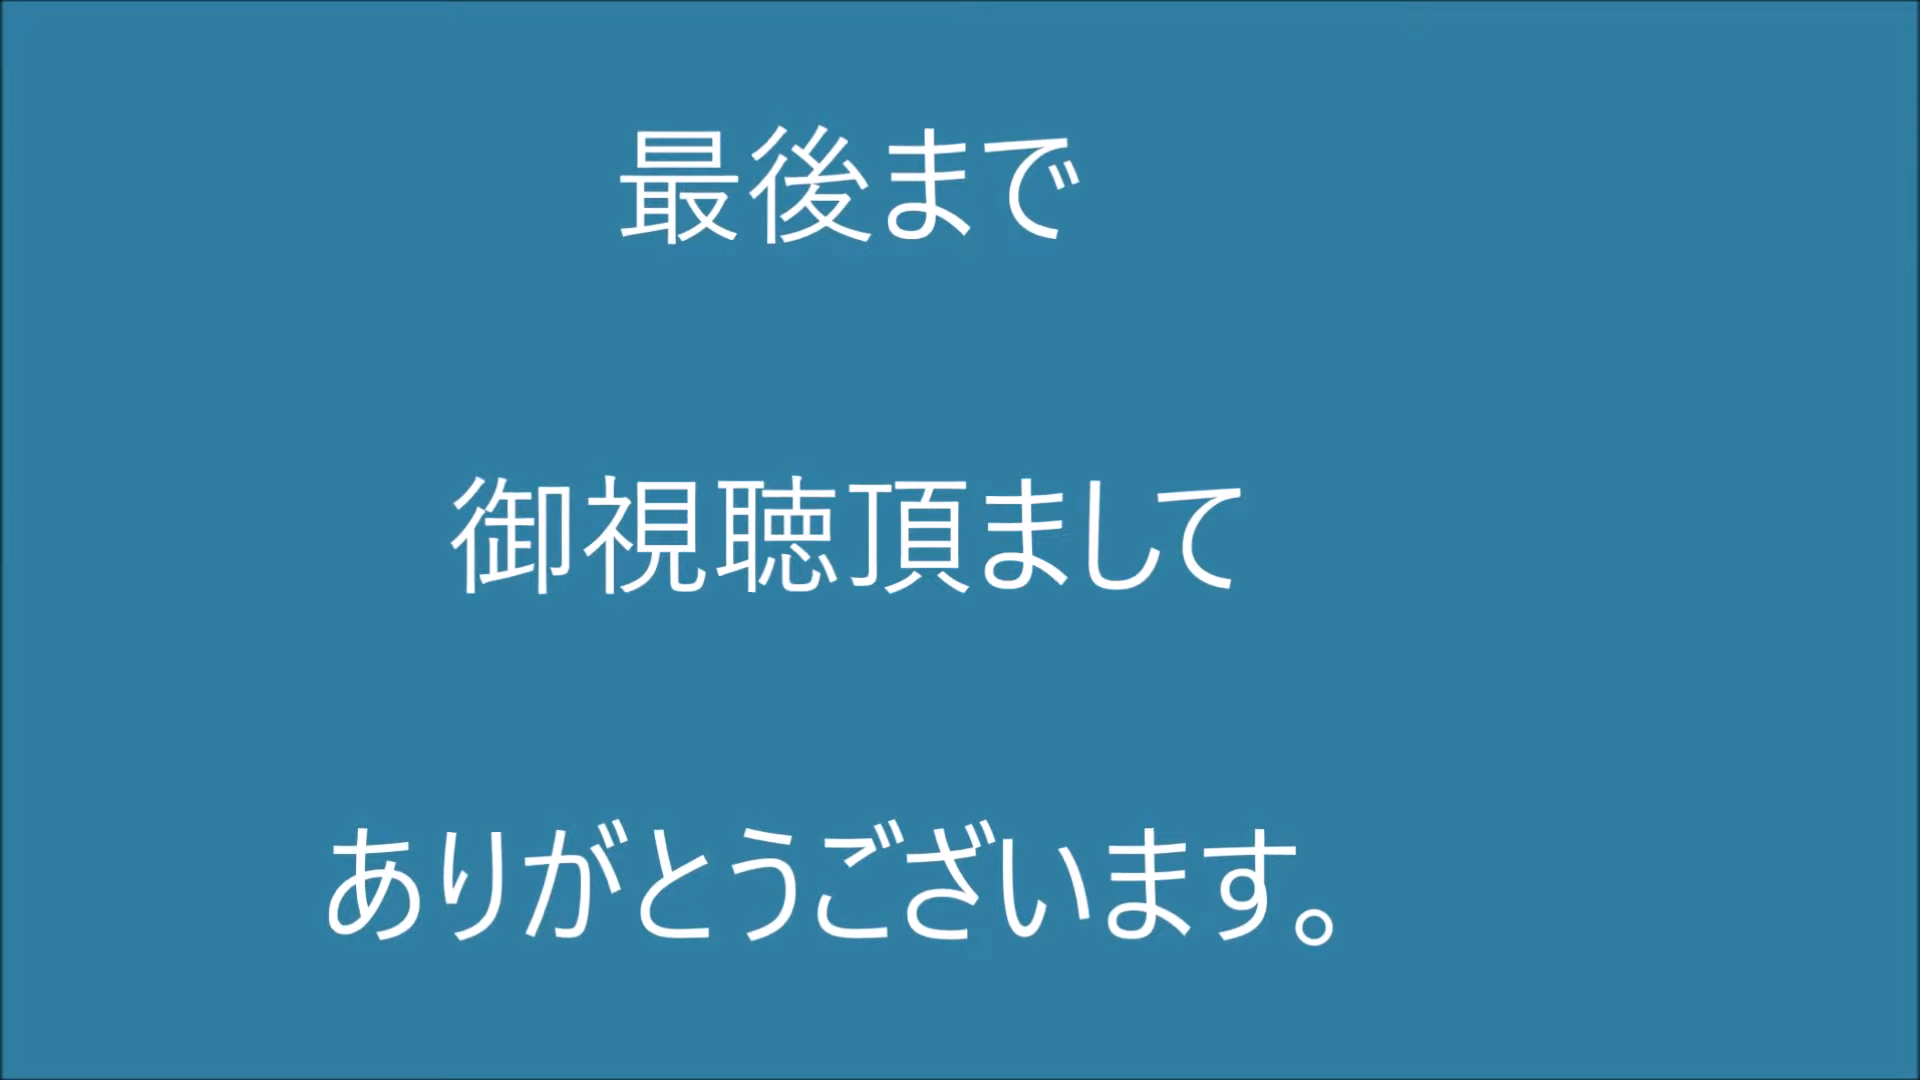 最後まで
御視聴頂まして
ありがとうございます。